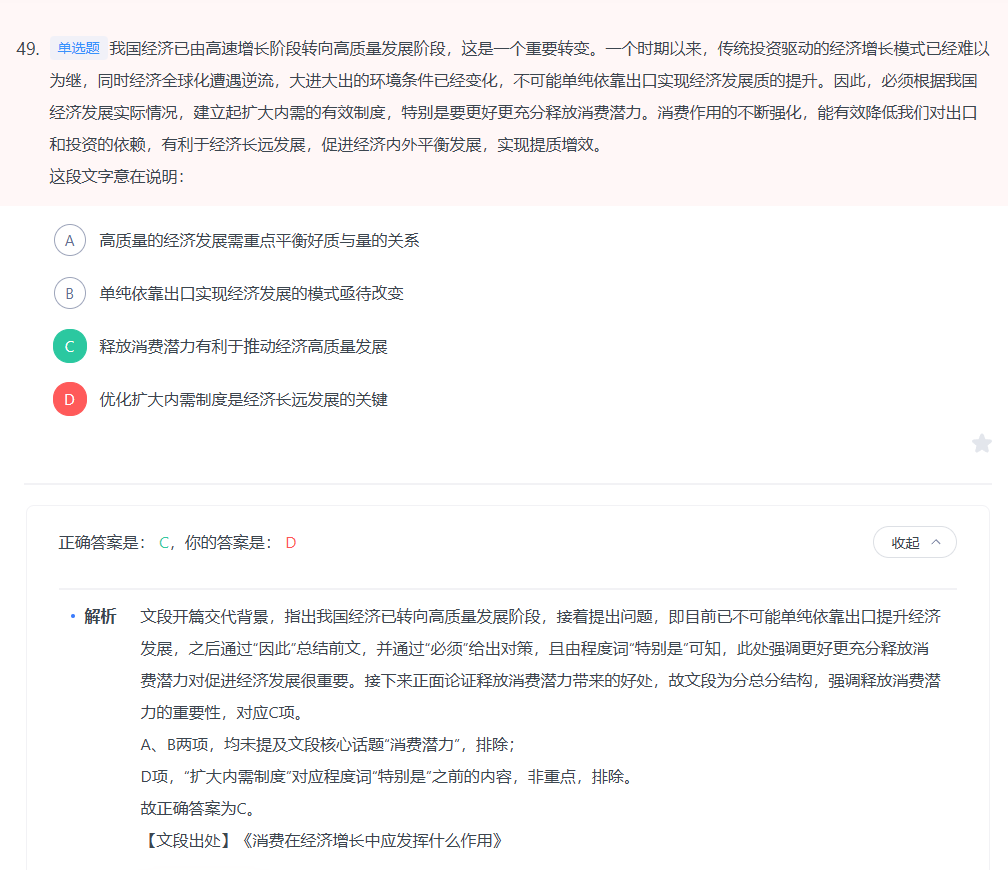 49. 单选题 我国经济已由高速增长阶段转向高质量发展阶段，这是一个重要转变。一个时期以来，传统投资驱动的经济增长模式已经难以
为继，同时经济全球化遭遇逆流，大进大出的环境条件已经变化，不可能单纯依靠出口实现经济发展质的提升。因此，必须根据我国
经济发展实际情况，建立起扩大内需的有效制度，特别是要更好更充分释放消费潜力。消费作用的不断强化，能有效降低我们对出口
和投资的依赖，有利于经济长远发展，促进经济内外平衡发展，实现提质增效。
这段文字意在说明：
A 高质量的经济发展需重点平衡好质与量的关系
B 单纯依靠出口实现经济发展的模式亟待改变
C 释放消费潜力有利于推动经济高质量发展
D 优化扩大内需制度是经济长远发展的关键
正确答案是： C，你的答案是： D 收起
解析 文段开篇交代背景，指出我国经济已转向高质量发展阶段，接着提出问题，即目前已不可能单纯依靠出口提升经济
发展，之后通过“因此”总结前文，并通过“必须”给出对策，且由程度词“特别是”可知，此处强调更好更充分释放消
费潜力对促进经济发展很重要。接下来正面论证释放消费潜力带来的好处，故文段为分总分结构，强调释放消费潜
力的重要性，对应C项。
A、B两项，均未提及文段核心话题“消费潜力”，排除；
D项，“扩大内需制度”对应程度词“特别是”之前的内容，非重点，排除。
故正确答案为C。
【文段出处】《消费在经济增长中应发挥什么作用》